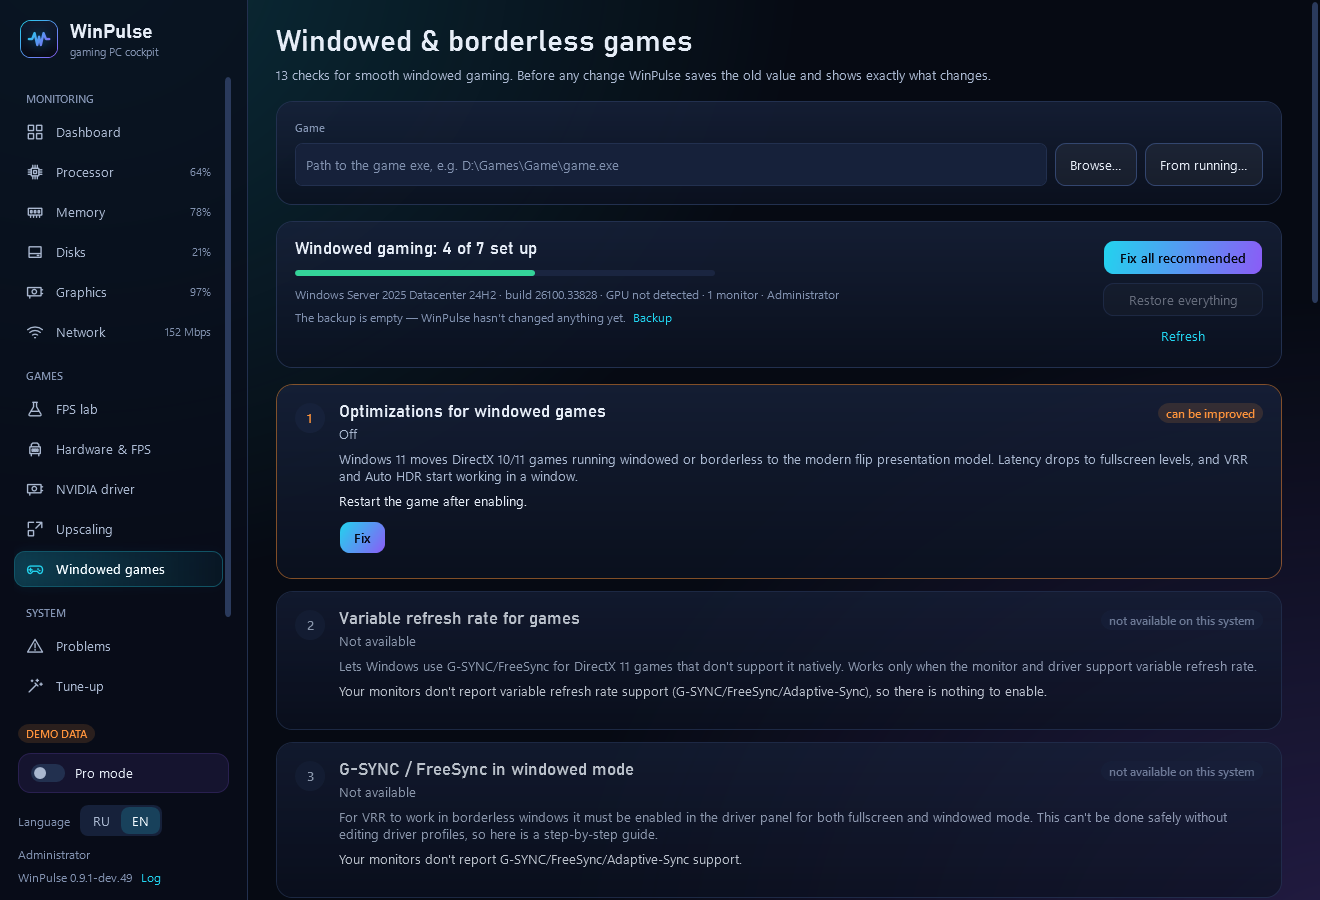 WinPulse
gaming PC cockpit
MONITORING
Dashboard
Processor 64%
Memory 78%
Disks 21%
Graphics 97%
Network 152 Mbps
GAMES
FPS lab
Hardware & FPS
NVIDIA driver
Upscaling
Windowed games
SYSTEM
Problems
Tune-up
DEMO DATA
Pro mode
Language RU EN
Administrator
WinPulse 0.9.1-dev.49 Log
Windowed & borderless games
13 checks for smooth windowed gaming. Before any change WinPulse saves the old value and shows exactly what changes.
Game
Path to the game exe, e.g. D:\Games\Game\game.exe
Browse...
From running...
Windowed gaming: 4 of 7 set up
Windows Server 2025 Datacenter 24H2 · build 26100.33828 · GPU not detected · 1 monitor · Administrator
The backup is empty — WinPulse hasn't changed anything yet. Backup
Fix all recommended
Restore everything
Refresh
1
Optimizations for windowed games
can be improved
Off
Windows 11 moves DirectX 10/11 games running windowed or borderless to the modern flip presentation model. Latency drops to fullscreen levels, and VRR
and Auto HDR start working in a window.
Restart the game after enabling.
Fix
2
Variable refresh rate for games
not available on this system
Not available
Lets Windows use G-SYNC/FreeSync for DirectX 11 games that don't support it natively. Works only when the monitor and driver support variable refresh rate.
Your monitors don't report variable refresh rate support (G-SYNC/FreeSync/Adaptive-Sync), so there is nothing to enable.
3
G-SYNC / FreeSync in windowed mode
not available on this system
Not available
For VRR to work in borderless windows it must be enabled in the driver panel for both fullscreen and windowed mode. This can't be done safely without
editing driver profiles, so here is a step-by-step guide.
Your monitors don't report G-SYNC/FreeSync/Adaptive-Sync support.